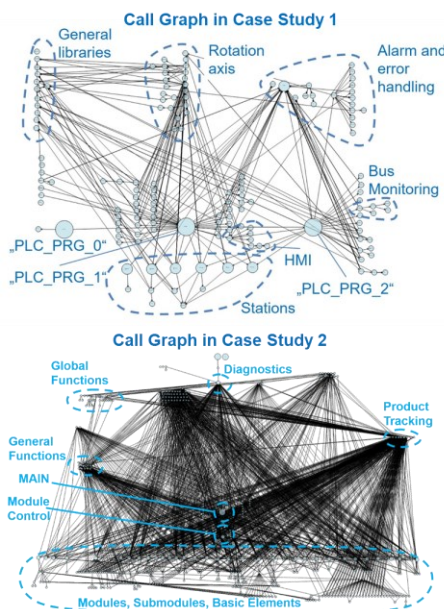 Call Graph in Case Study 1
General
libraries
Rotation
axis
Alarm and
error
handling
Bus
Monitoring
„PLC_PRG_0“
„PLC_PRG_1“
HMI
„PLC_PRG_2“
Stations
Call Graph in Case Study 2
Global
Functions
Diagnostics
Product
Tracking
General
Functions
MAIN
Module
Control
Modules, Submodules, Basic Elements